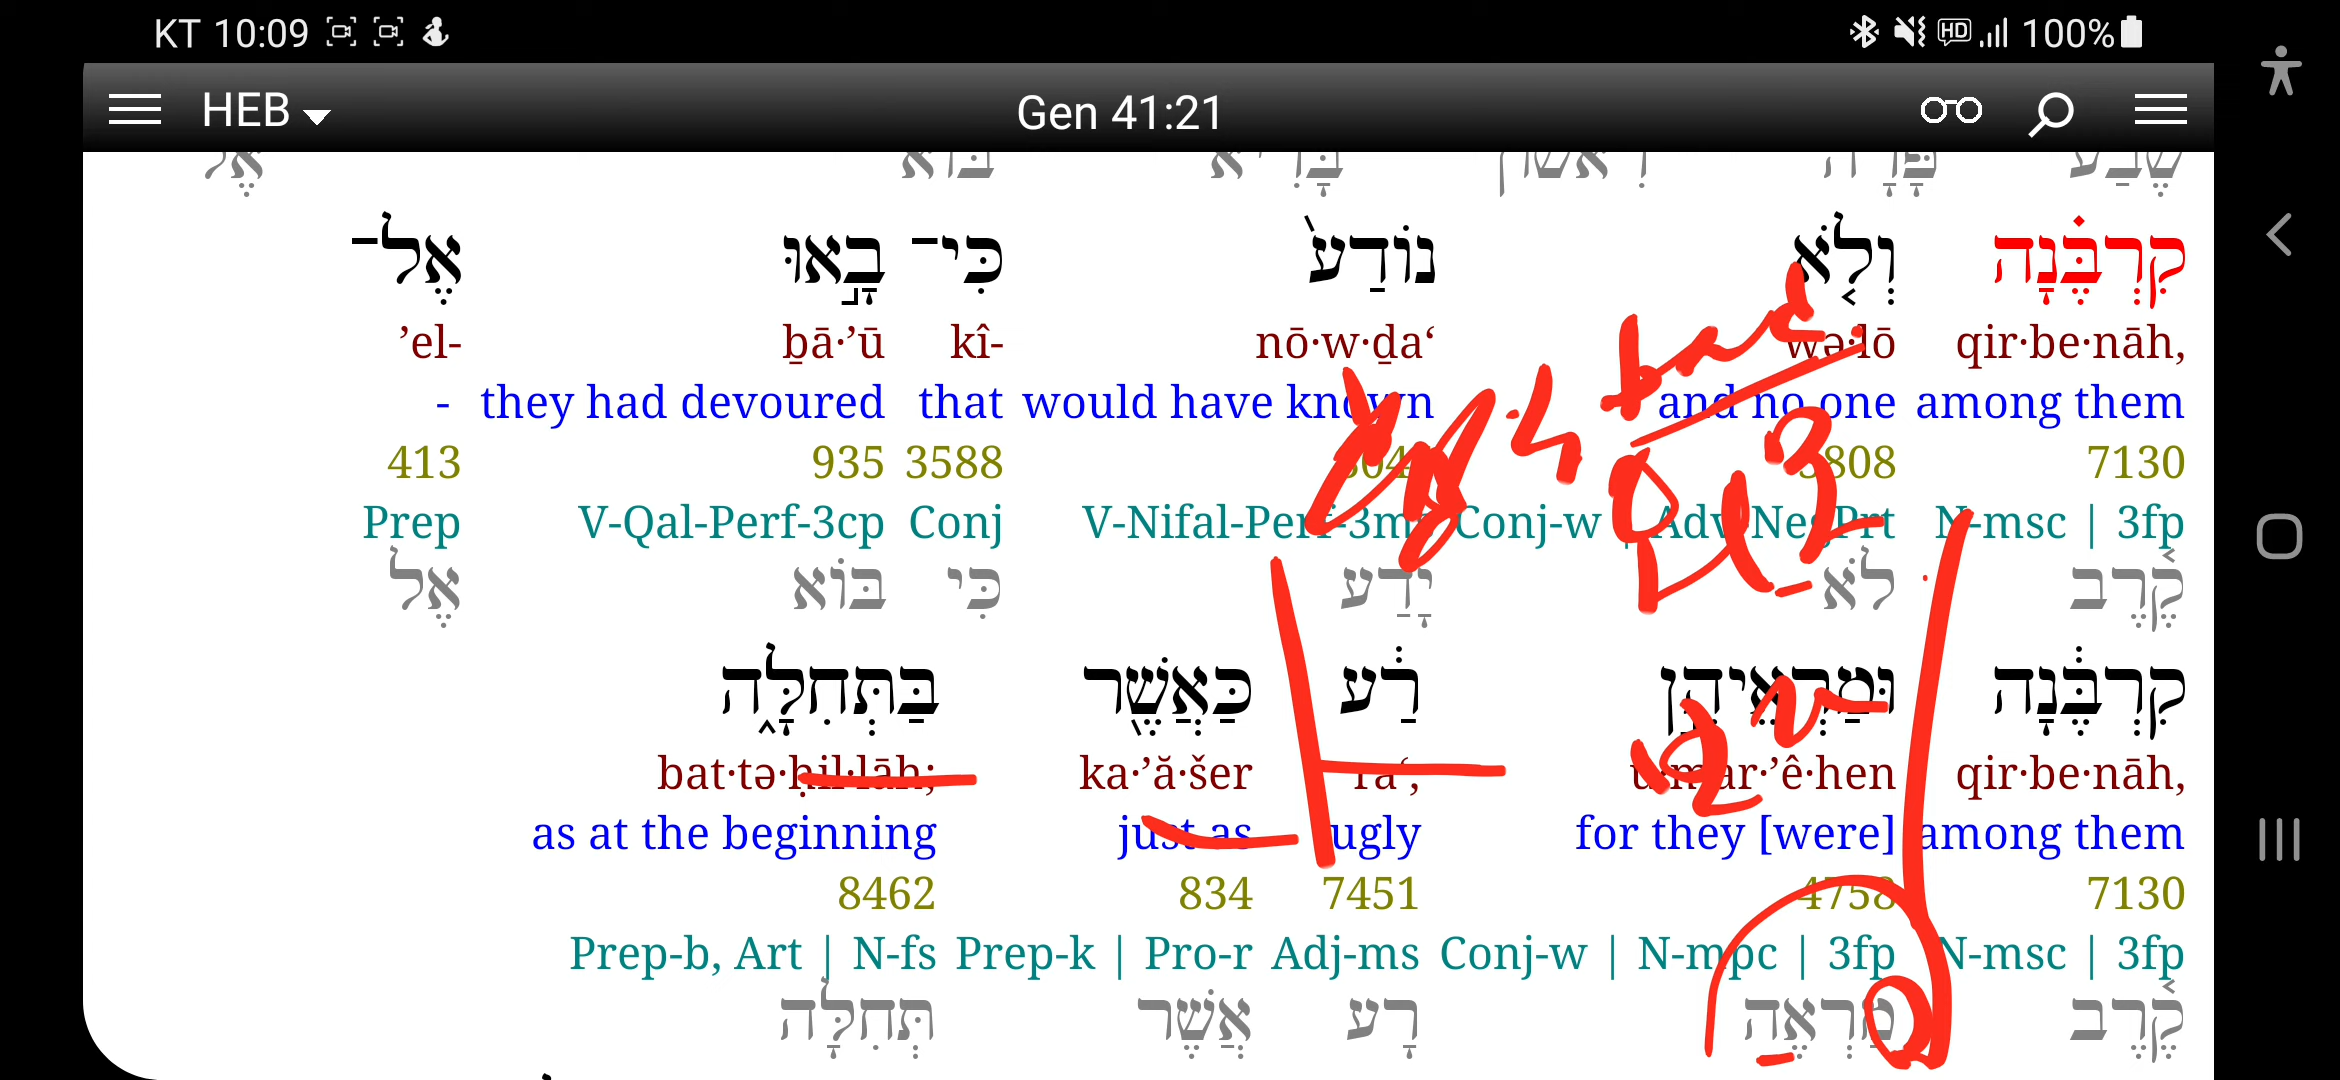 KT 10:09 HD 100%
HEB Gen 41:21
קִרְבֶּ֗נָה וְלֹ֤א נוֹדַע֙ כִּי־ בָ֣אוּ אֶל־
qir·be·nāh, wə·lō nō·w·ḏa‘ kî- ḇā·’ū ’el-
among them and no one would have known that they had devoured -
7130 3808 3588 935 413
N-msc | 3fp Conj-w | Adv-NegPrt V-Nifal-Perf-3ms Conj V-Qal-Perf-3cp Prep
קֶ֫רֶב לֹא יָדַע כִּי בּוֹא אֶל
קִרְבֶּ֔נָה וּמַרְאֵיהֶ֣ן רַ֔ע כַּאֲשֶׁ֖ר בַּתְּחִלָּ֑ה
qir·be·nāh, ū·mar·’ê·hen ra‘, ka·’ă·šer bat·tə·ḥil·lāh;
among them for they [were] ugly just as as at the beginning
7130 4758 7451 834 8462
N-msc | 3fp Conj-w | N-mpc | 3fp Adj-ms Prep-k | Pro-r Prep-b, Art | N-fs
קֶ֫רֶב מַרְאֶה רָע אֲשֶׁר תְּחִלָּה